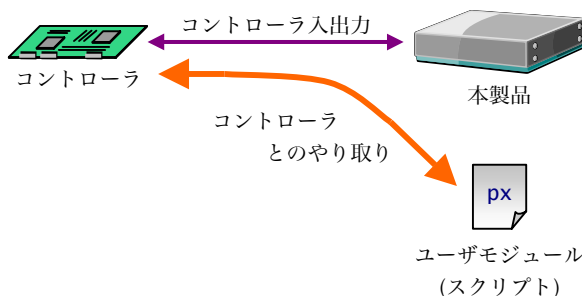 コントローラ入出力
コントローラ
本製品
コントローラ
とのやり取り
px
ユーザモジュール
(スクリプト)